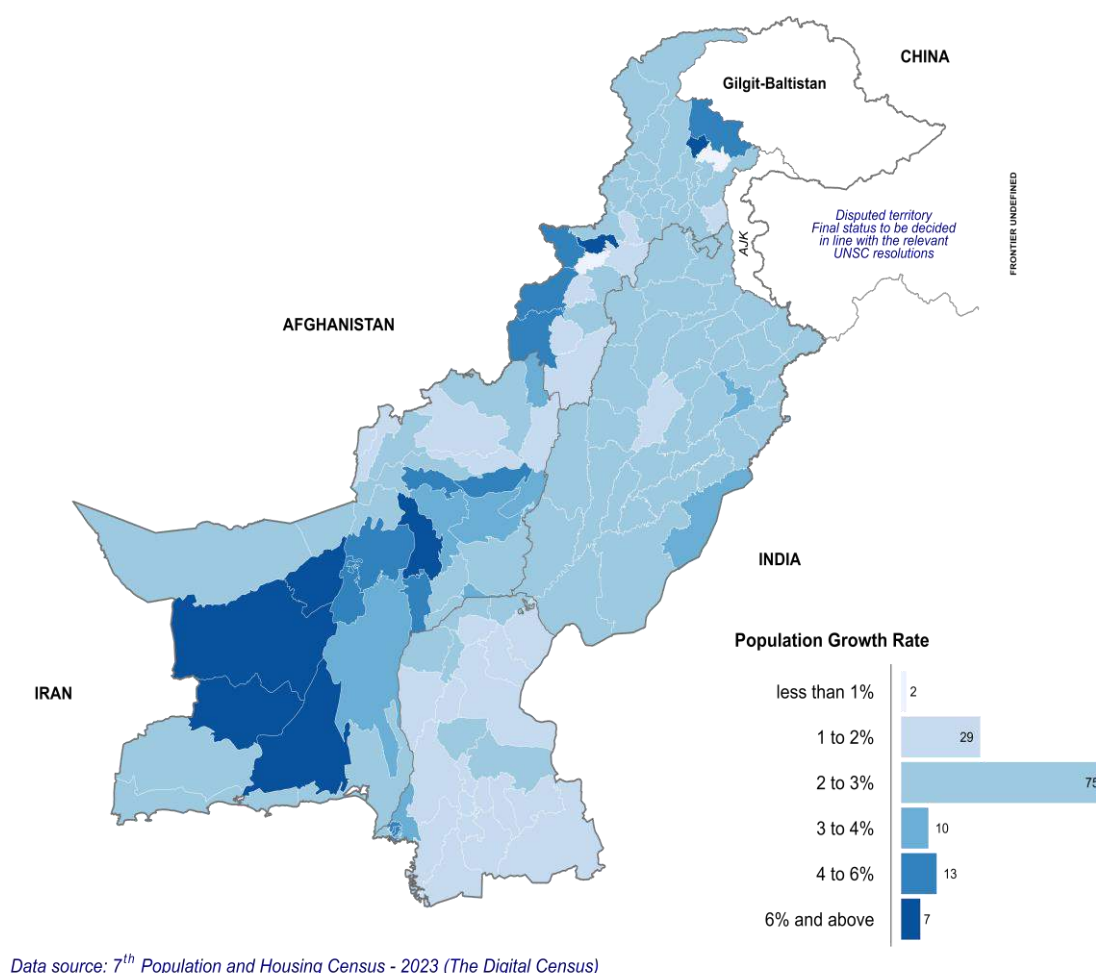 CHINA
Gilgit-Baltistan
FRONTIER UNDEFINED
Disputed territory
Final status to be decided
in line with the relevant
UNSC resolutions
AJK
AFGHANISTAN
INDIA
IRAN
Population Growth Rate
less than 1% 2
1 to 2% 29
2 to 3% 75
3 to 4% 10
4 to 6% 13
6% and above 7
Data source: 7th Population and Housing Census - 2023 (The Digital Census)